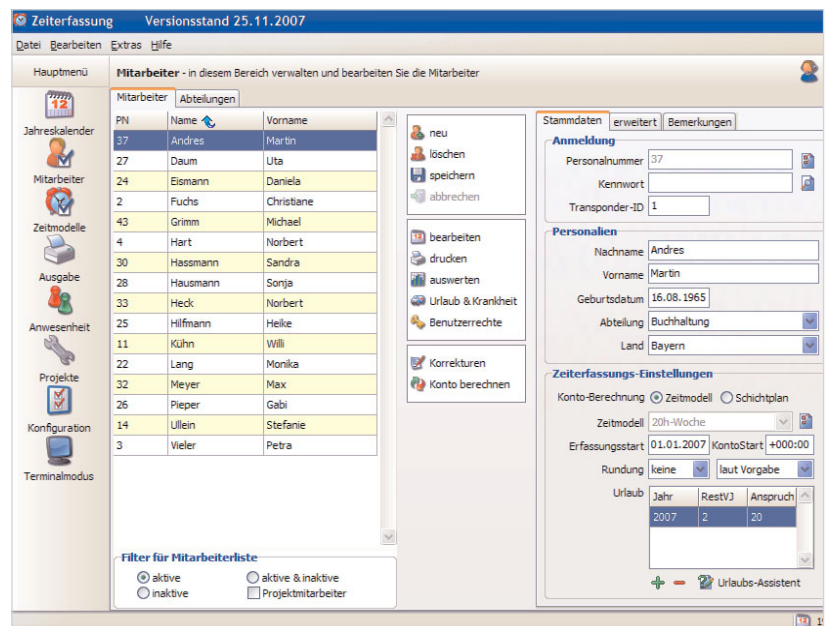 Zeiterfassung Versionsstand 25.11.2007
Datei Bearbeiten Extras Hilfe
Hauptmenü
Mitarbeiter - in diesem Bereich verwalten und bearbeiten Sie die Mitarbeiter
12
Jahreskalender
Mitarbeiter
Zeitmodelle
Ausgabe
Anwesenheit
Projekte
Konfiguration
Terminalmodus
Mitarbeiter Abteilungen
PN Name Vorname
37 Andres Martin
27 Daum Uta
24 Eismann Daniela
2 Fuchs Christiane
43 Grimm Michael
4 Hart Norbert
30 Hassmann Sandra
28 Hausmann Sonja
33 Heck Norbert
25 Hilfmann Heike
11 Kühn Willi
22 Lang Monika
32 Meyer Max
26 Pieper Gabi
14 Ullein Stefanie
3 Vieler Petra
Filter für Mitarbeiterliste
aktive aktive & inaktive
inaktive Projektmitarbeiter
neu
löschen
speichern
abbrechen
bearbeiten
drucken
auswerten
Urlaub & Krankheit
Benutzerrechte
Korrekturen
Konto berechnen
Stammdaten erweitert Bemerkungen
Anmeldung
Personalnummer 37
Kennwort
Transponder-ID 1
Personalien
Nachname Andres
Vorname Martin
Geburtsdatum 16.08.1965
Abteilung Buchhaltung
Land Bayern
Zeiterfassungs-Einstellungen
Konto-Berechnung Zeitmodell Schichtplan
Zeitmodell 20h-Woche
Erfassungsstart 01.01.2007 KontoStart +000:00
Rundung keine laut Vorgabe
Urlaub Jahr RestVJ Anspruch
2007 2 20
Urlaubs-Assistent